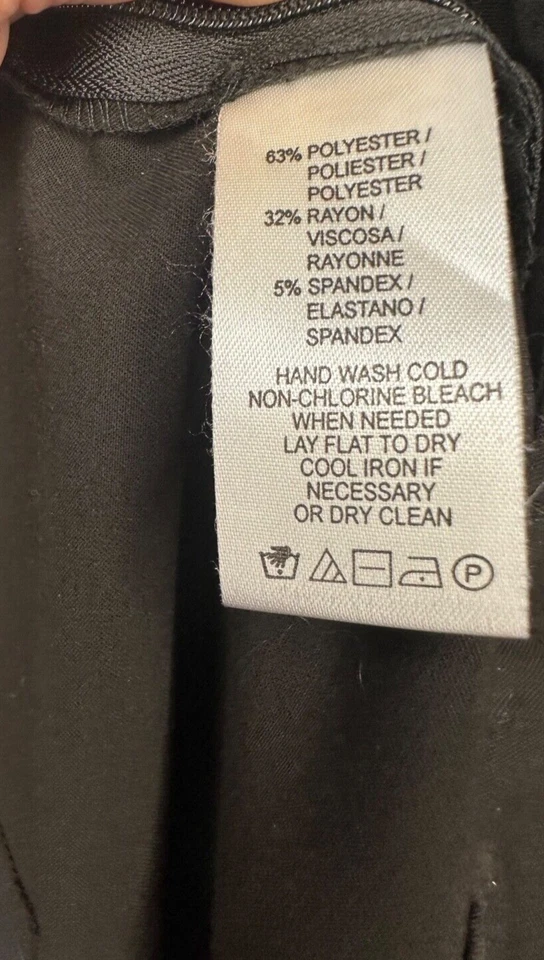 63% POLYESTER /
POLIESTER /
POLYESTER
32% RAYON /
VISCOSA /
RAYONNE
5% SPANDEX /
ELASTANO /
SPANDEX
HAND WASH COLD
NON-CHLORINE BLEACH
WHEN NEEDED
LAY FLAT TO DRY
COOL IRON IF
NECESSARY
OR DRY CLEAN
P